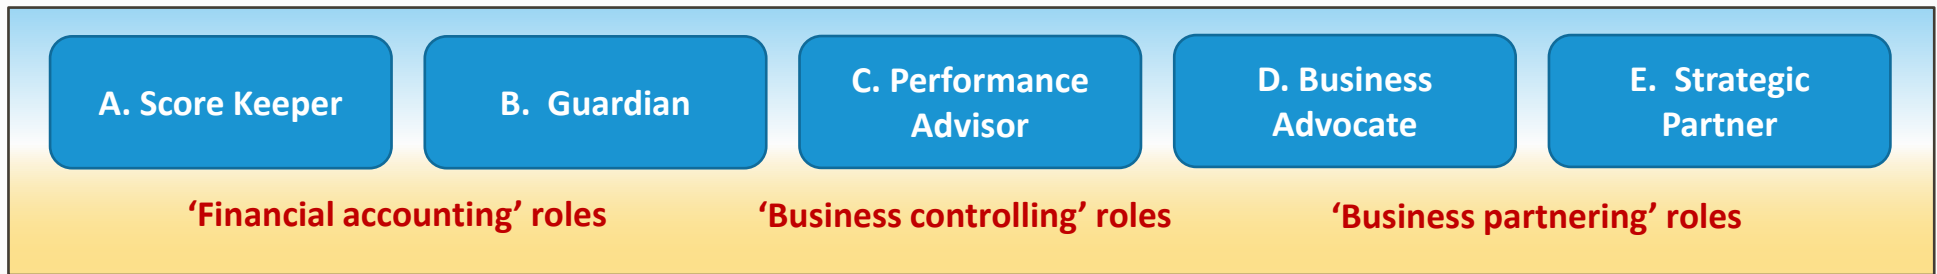 A. Score Keeper
B. Guardian
C. Performance
Advisor
D. Business
Advocate
E. Strategic
Partner
‘Financial accounting’ roles
‘Business controlling’ roles
‘Business partnering’ roles